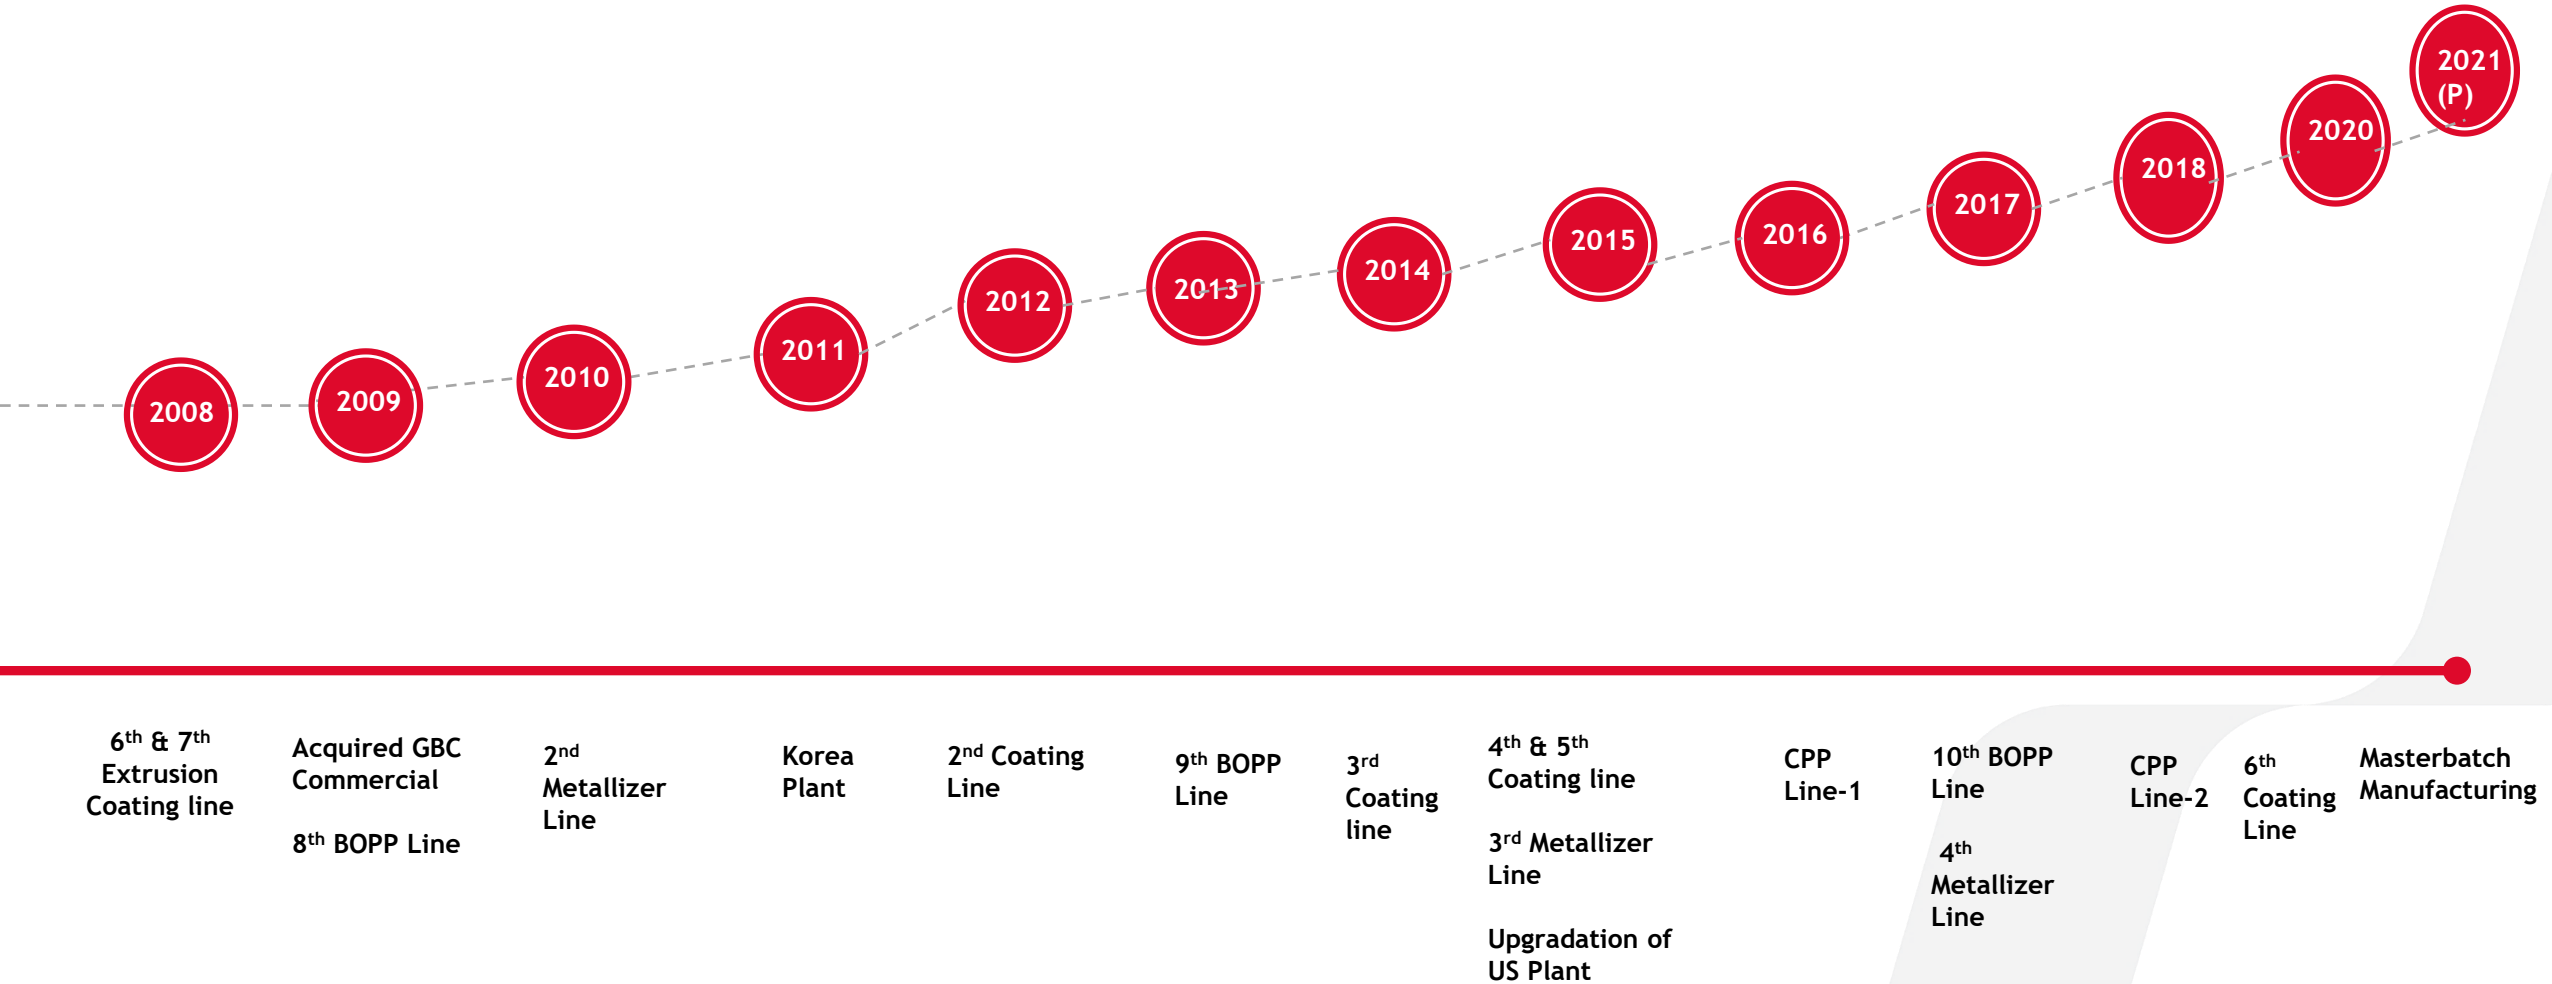 2008
2009
2010
2011
2012
2013
2014
2015
2016
2017
2018
2020
2021
(P)
6th & 7th
Extrusion
Coating line
Acquired GBC
Commercial
8th BOPP Line
2nd
Metallizer
Line
Korea
Plant
2nd Coating
Line
9th BOPP
Line
3rd
Coating
line
4th & 5th
Coating line
3rd Metallizer
Line
Upgradation of
US Plant
CPP
Line-1
10th BOPP
Line
4th
Metallizer
Line
CPP
Line-2
6th
Coating
Line
Masterbatch
Manufacturing